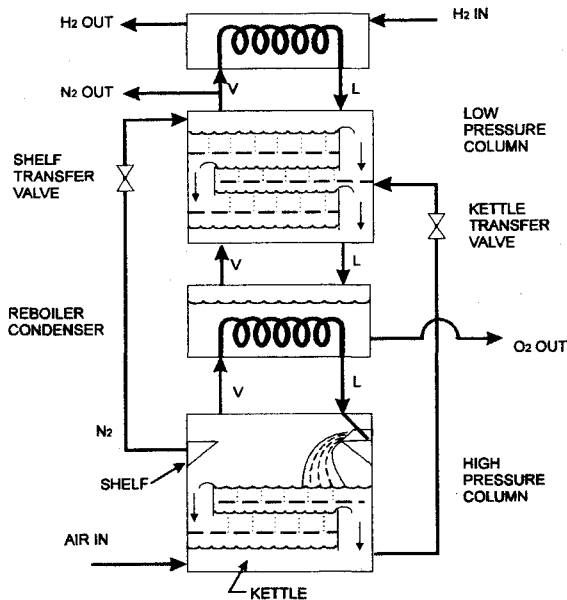 H2 OUT
H2 IN
N2 OUT
V
L
SHELF
TRANSFER
VALVE
LOW
PRESSURE
COLUMN
KETTLE
TRANSFER
VALVE
V
L
REBOILER
CONDENSER
O2 OUT
V
L
N2
SHELF
HIGH
PRESSURE
COLUMN
AIR IN
KETTLE